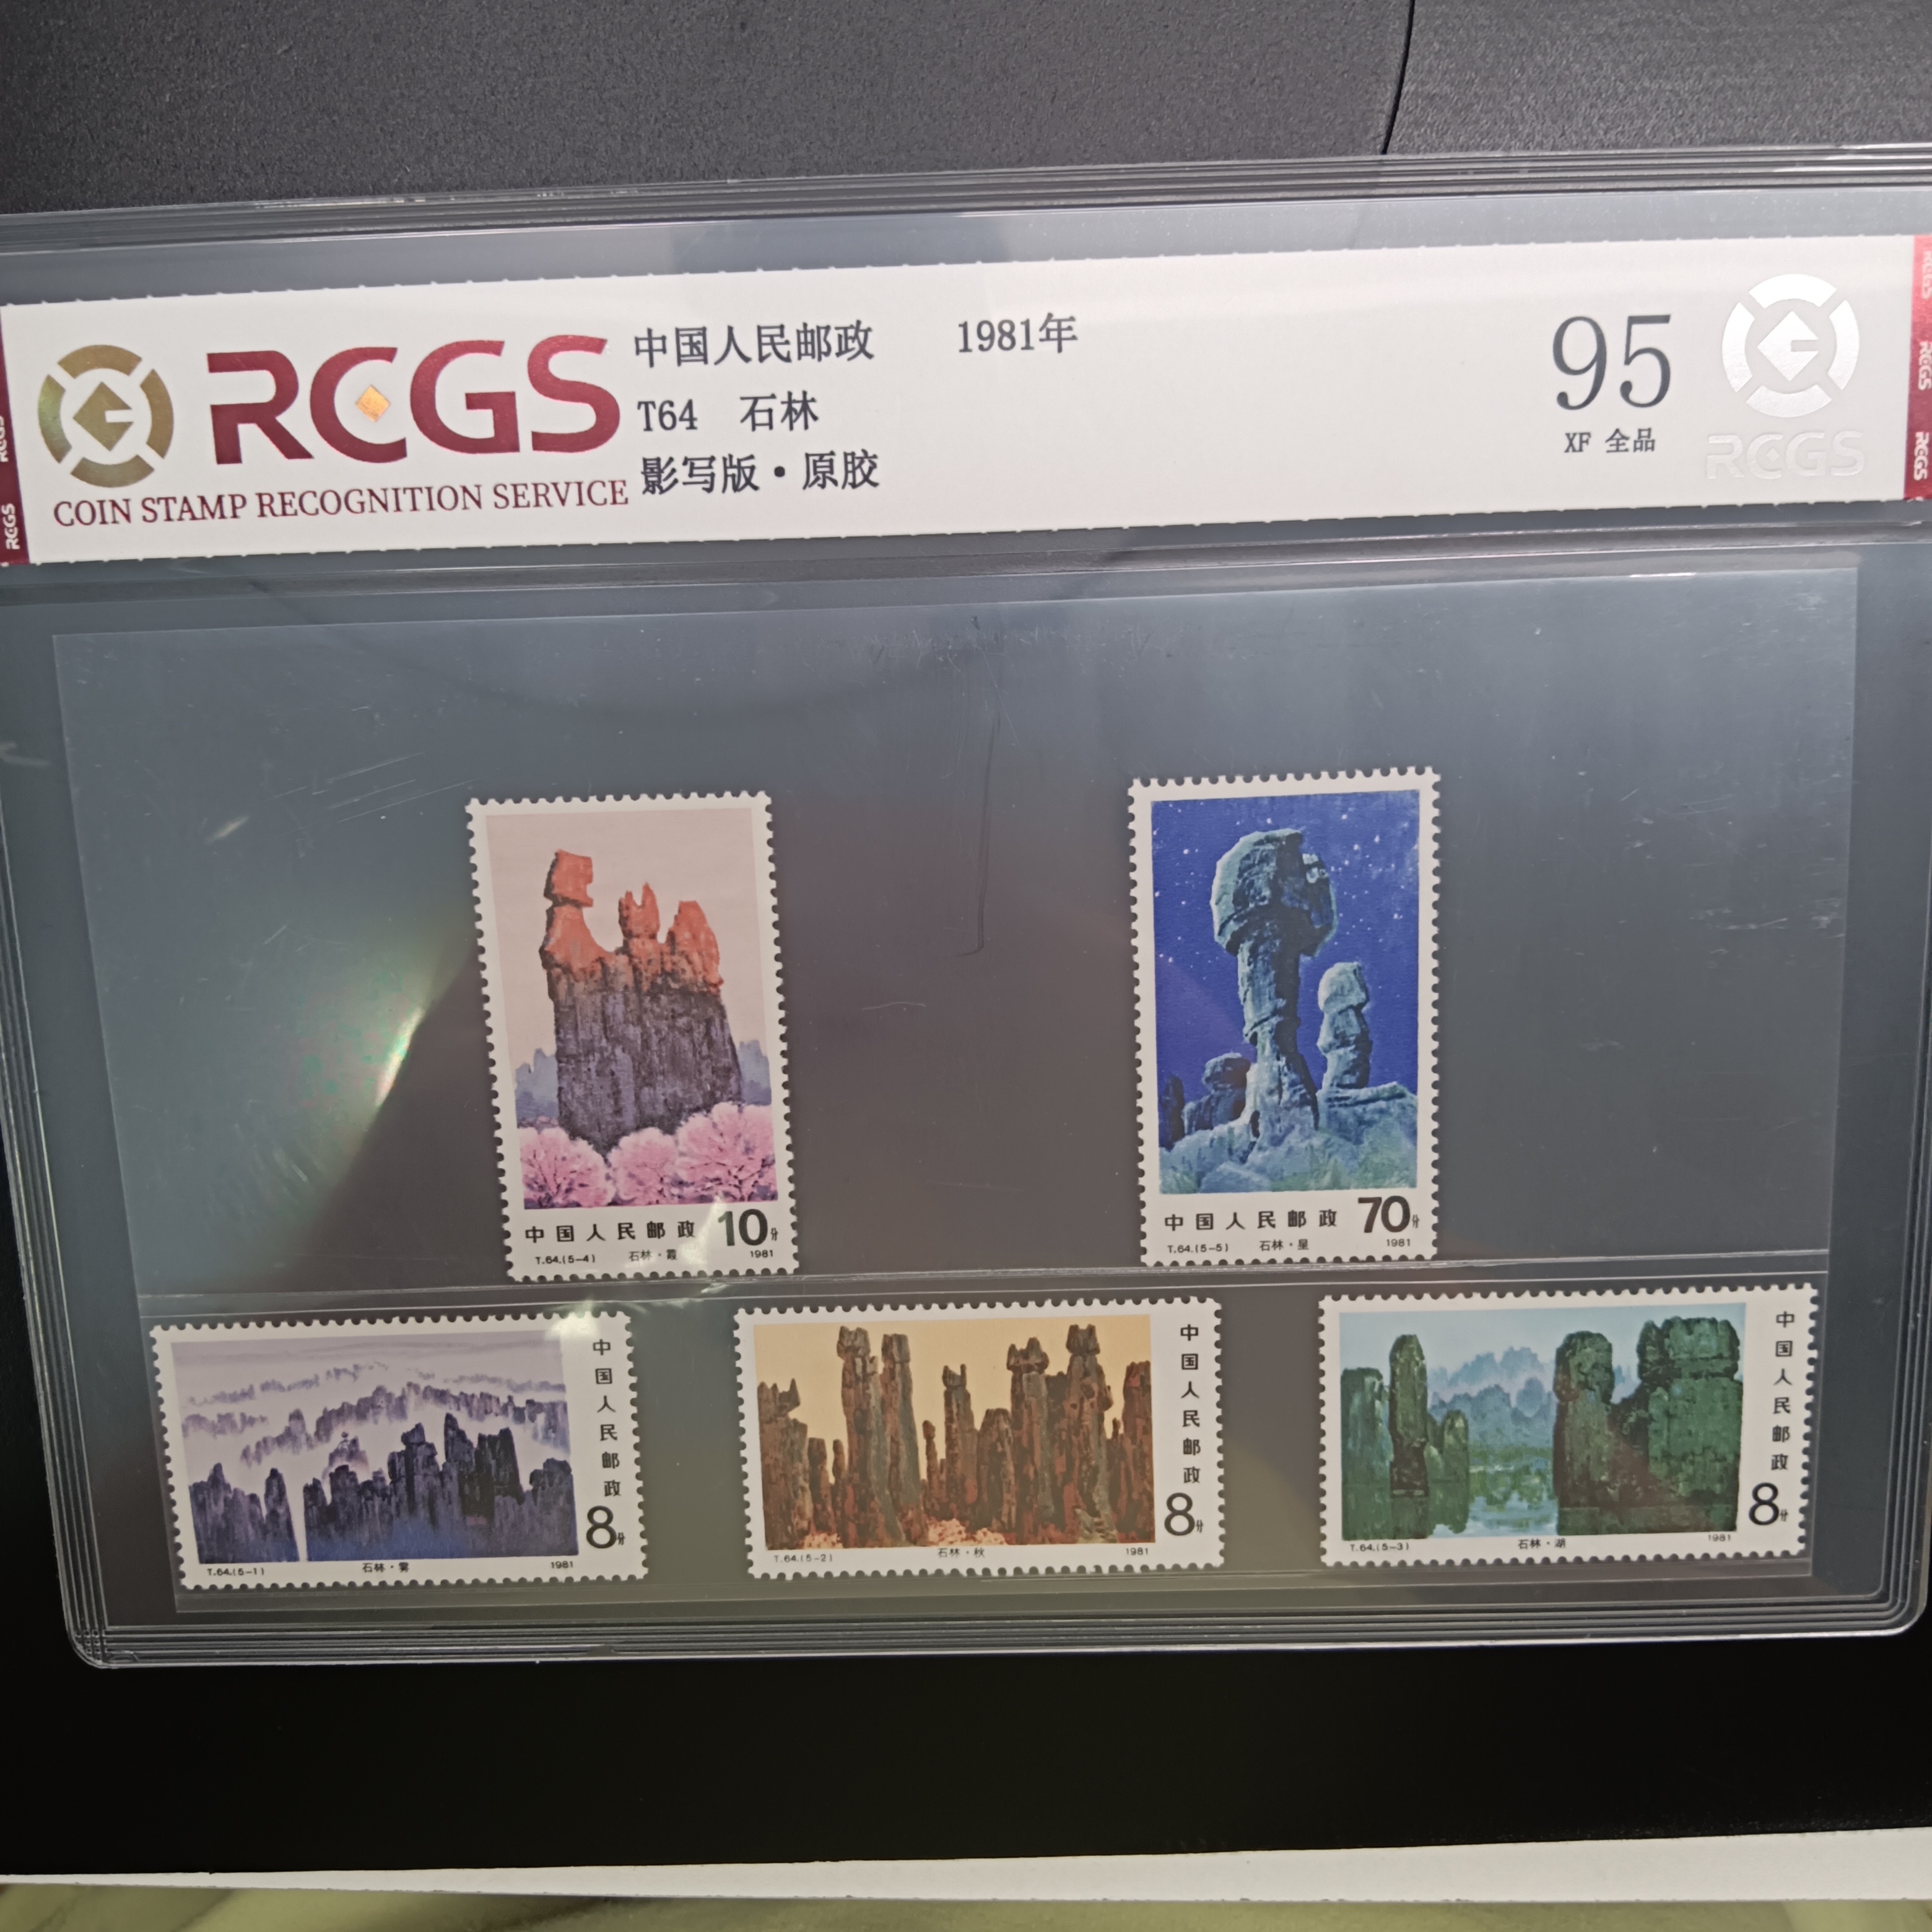 RCGS
COIN STAMP RECOGNITION SERVICE
中国人民邮政 1981年
T64 石林
影写版·原胶
95
XF 全品
RCGS
RCGS
RCGS
RCGS
RCGS
RCGS
中国人民邮政 10分
T.64.(5-4) 石林·霞 1981
中国人民邮政 70分
T.64.(5-5) 石林·星 1981
中国人民邮政
8分
T.64.(5-1) 石林·雾 1981
中国人民邮政
8分
T.64.(5-2) 石林·秋 1981
中国人民邮政
8分
T.64.(5-3) 石林·湖 1981